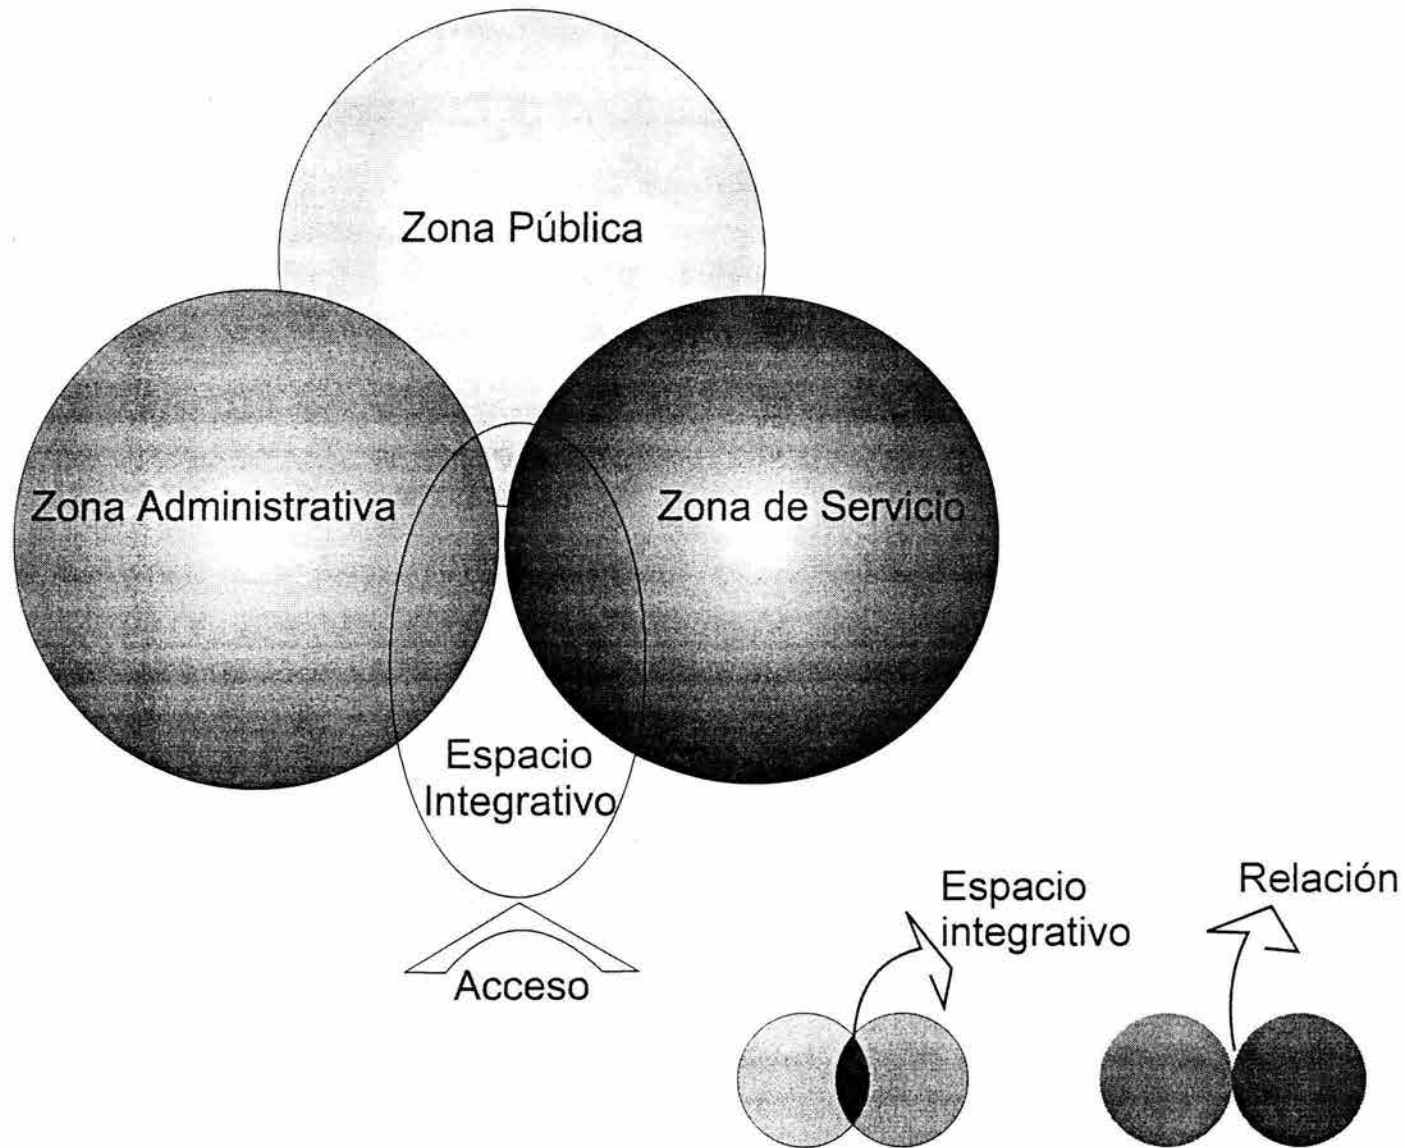 Zona Pública
Zona Administrativa
Zona de Servicio
Espacio
Integrativo
Acceso
Espacio
integrativo
Relación